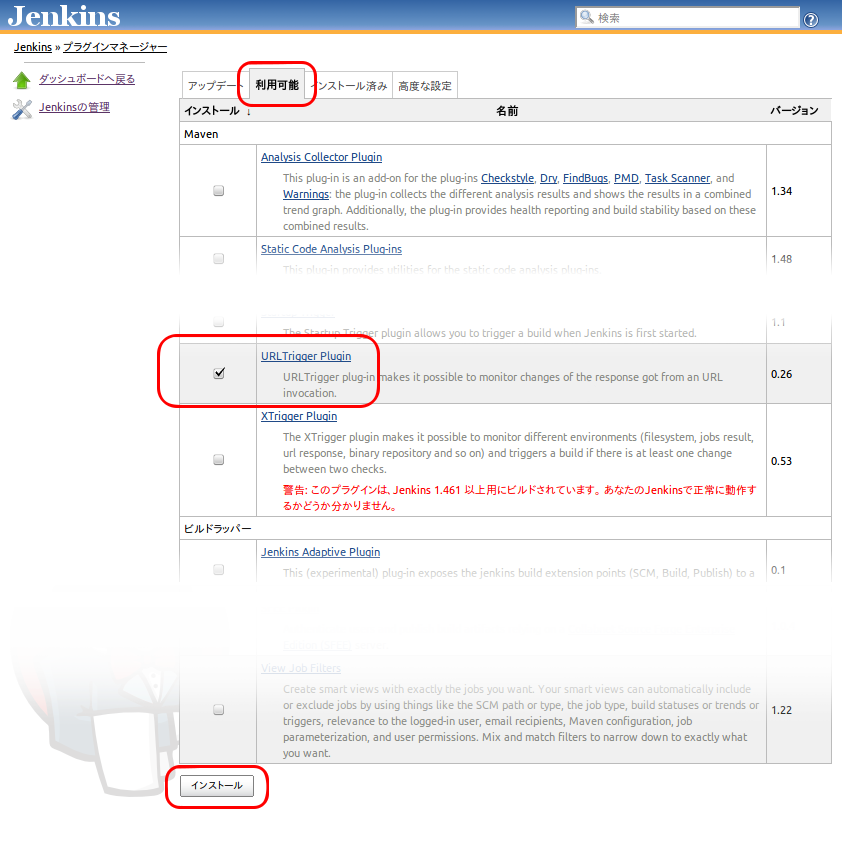 Jenkins
検索
Jenkins » プラグインマネージャー
ダッシュボードへ戻る
Jenkinsの管理
アップデート 利用可能 インストール済み 高度な設定
インストール ↓ 名前 バージョン
Maven
Analysis Collector Plugin
This plug-in is an add-on for the plug-ins Checkstyle, Dry, FindBugs, PMD, Task Scanner, and
Warnings: the plug-in collects the different analysis results and shows the results in a combined
trend graph. Additionally, the plug-in provides health reporting and build stability based on these
combined results.
1.34
Static Code Analysis Plug-ins
This plug-in provides utilities for the static code analysis plug-ins.
1.48
The Startup Trigger plugin allows you to trigger a build when Jenkins is first started.
1.1
URLTrigger Plugin
URLTrigger plug-in makes it possible to monitor changes of the response got from an URL
invocation.
0.26
XTrigger Plugin
The XTrigger plugin makes it possible to monitor different environments (filesystem, jobs result,
url response, binary repository and so on) and triggers a build if there is at least one change
between two checks.
警告: このプラグインは、Jenkins 1.461 以上用にビルドされています。あなたのJenkinsで正常に動作す
るかどうか分かりません。
0.53
ビルドラッパー
Jenkins Adaptive Plugin
This (experimental) plug-in exposes the jenkins build extension points (SCM, Build, Publish) to a
0.1
View Job Filters
Create smart views with exactly the jobs you want. Your smart views can automatically include
or exclude jobs by using things like the SCM path or type, the job type, build statuses or trends or
triggers, relevance to the logged-in user, email recipients, Maven configuration, job
parameterization, and user permissions. Mix and match filters to narrow down to exactly what
you want.
1.22
インストール